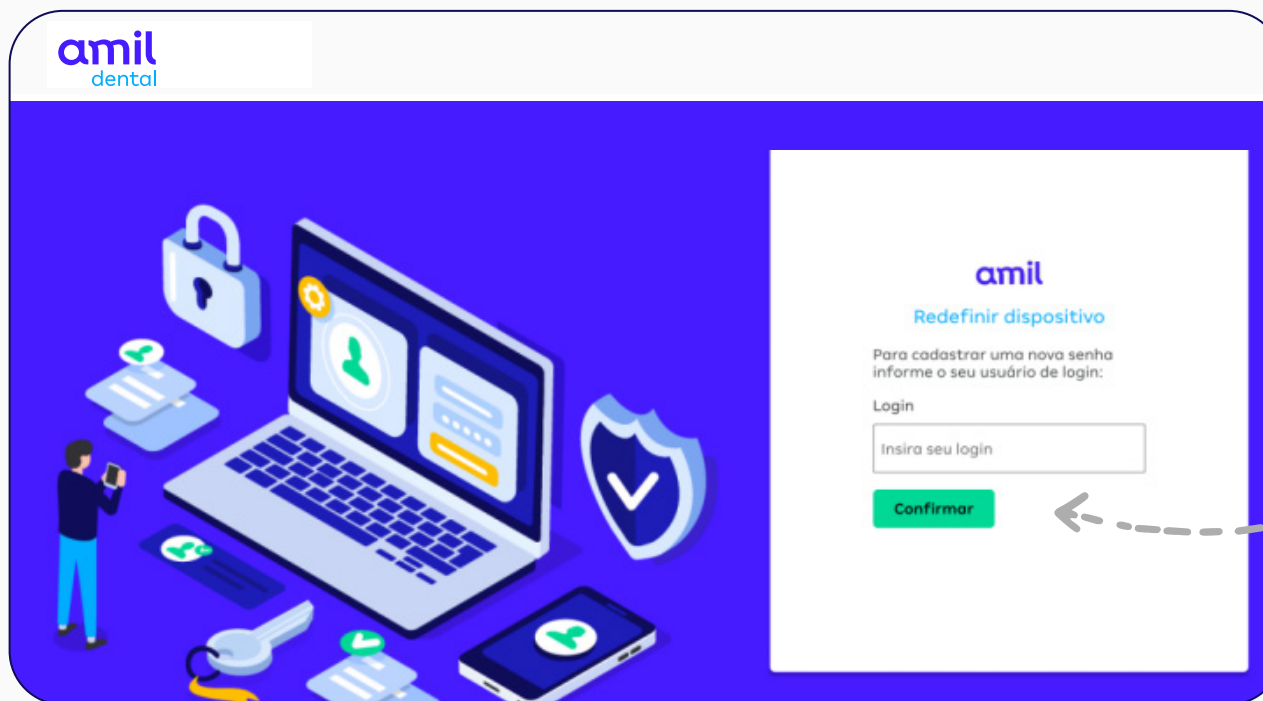 amil
dental
amil
Redefinir dispositivo
Para cadastrar uma nova senha
informe o seu usuário de login:
Login
Insira seu login
Confirmar